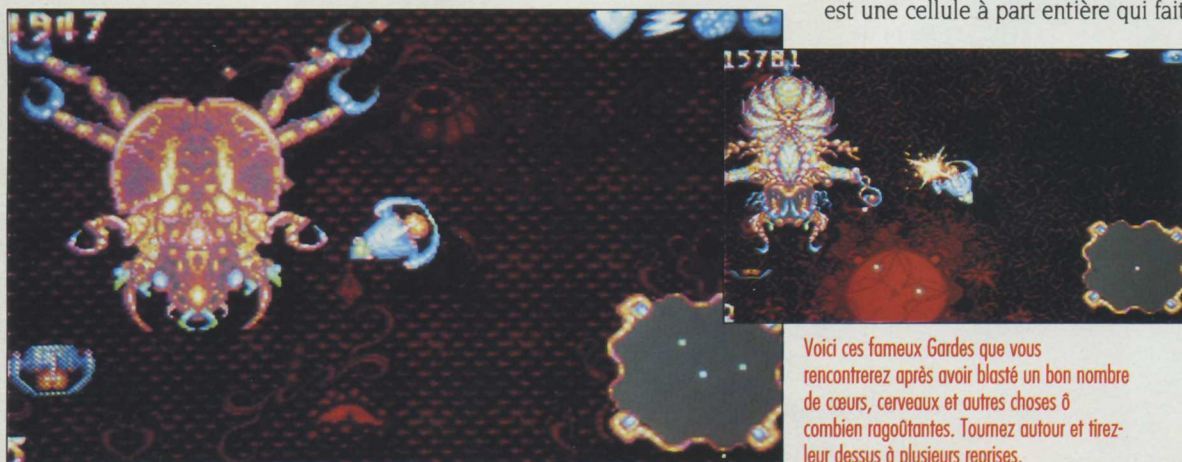 est une cellule à part entière qui fait
1947
15781
Voici ces fameux Gardes que vous
rencontrerez après avoir blasté un bon nombre
de cœurs, cerveaux et autres choses ô
combien ragoûtantes. Tournez autour et tirez-
leur dessus à plusieurs reprises.